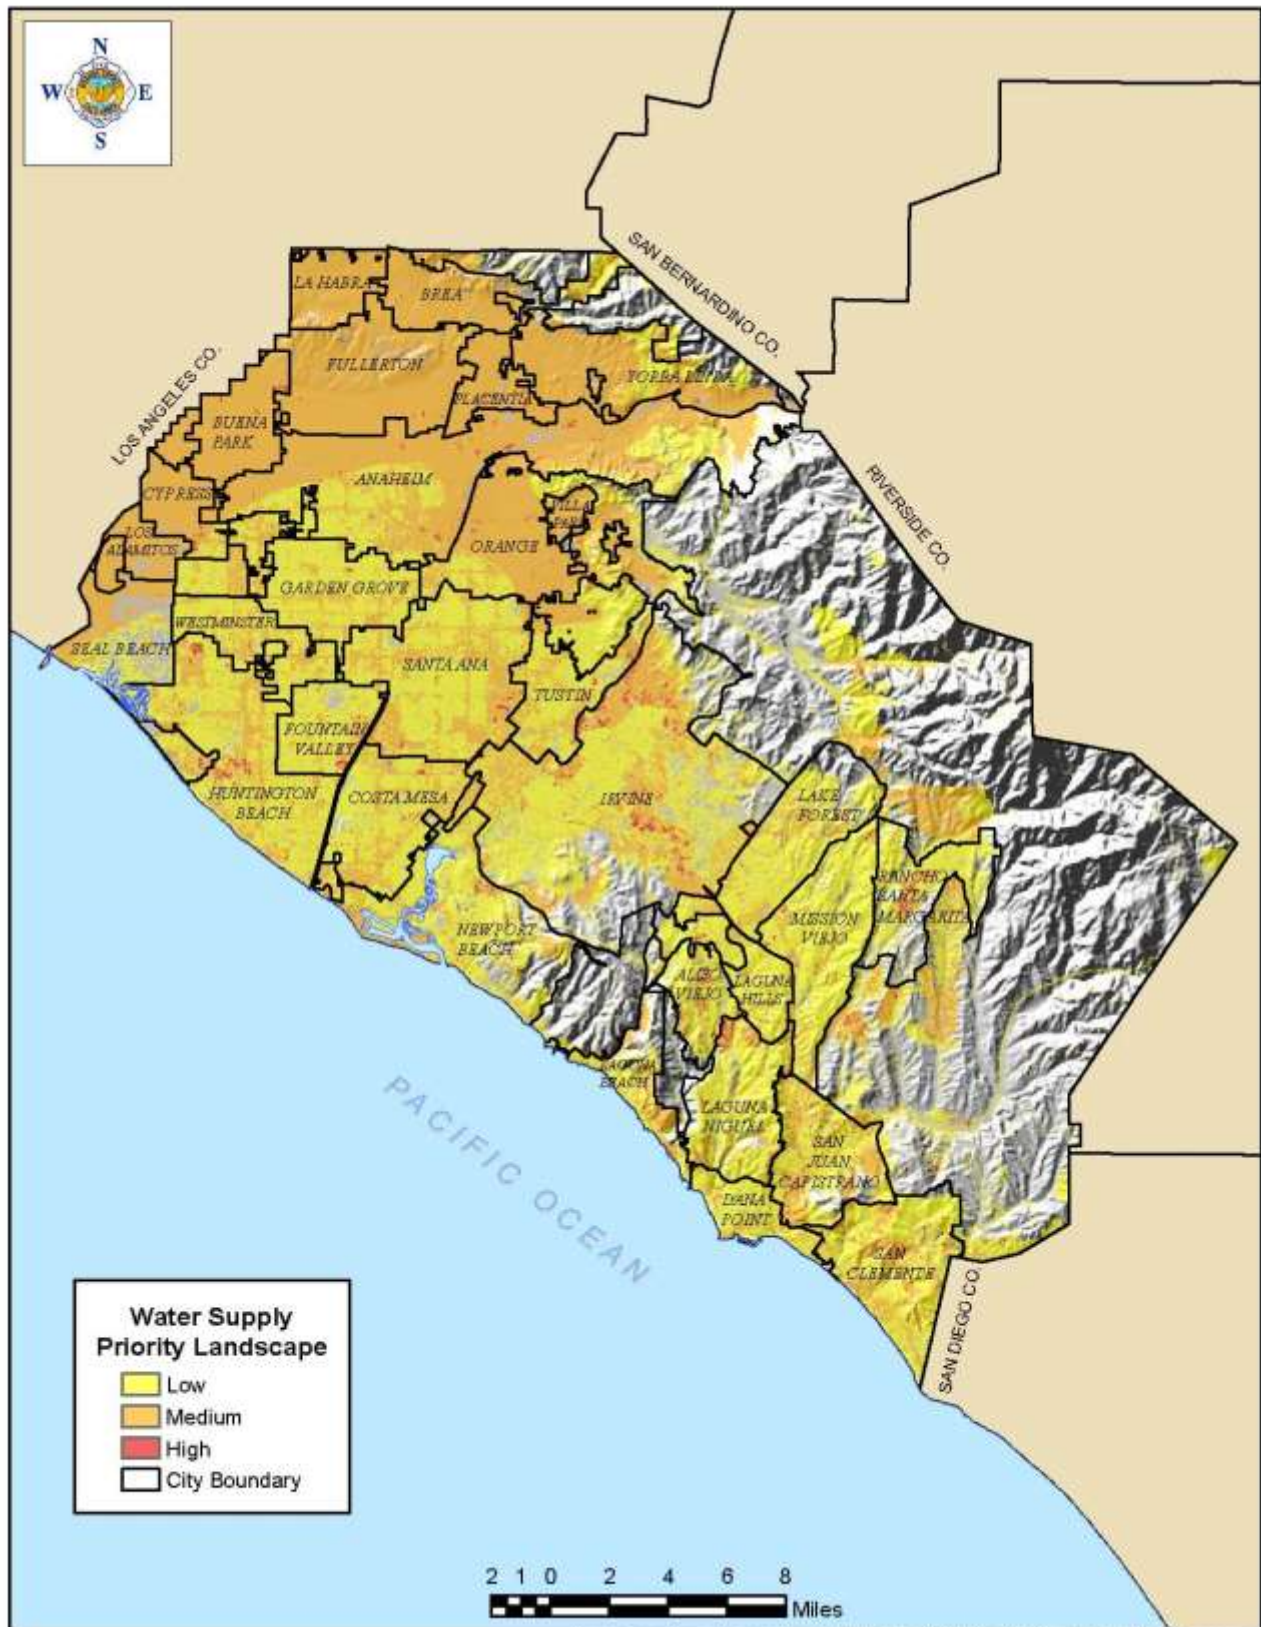 N
W E
S
SAN BERNARDINO CO.
LA HABRA
BREA
LOS ANGELES CO.
FULLERTON
YORBA LINDA
PLACENTIA
BUENA
PARK
RIVERSIDE CO.
ANAHEIM
CYPRESS
VILLA
PARK
LOS
ALAMITOS
ORANGE
GARDEN GROVE
WESTMINSTER
SEAL BEACH
SANTA ANA
TUSTIN
FOUNTAIN
VALLEY
HUNTINGTON
BEACH
COSTA MESA
IRVINE
LAKE
FOREST
RANCHO
SANTA
MARGARITA
MISSION
VIEJO
NEWPORT
BEACH
ALISO
VIEJO
LAGUNA
HILLS
LAGUNA
BEACH
PACIFIC OCEAN
LAGUNA
NIGUEL
SAN
JUAN
CAPISTRANO
DANA
POINT
SAN
CLEMENTE
SAN DIEGO CO.
Water Supply
Priority Landscape
Low
Medium
High
City Boundary
2 1 0 2 4 6 8
Miles